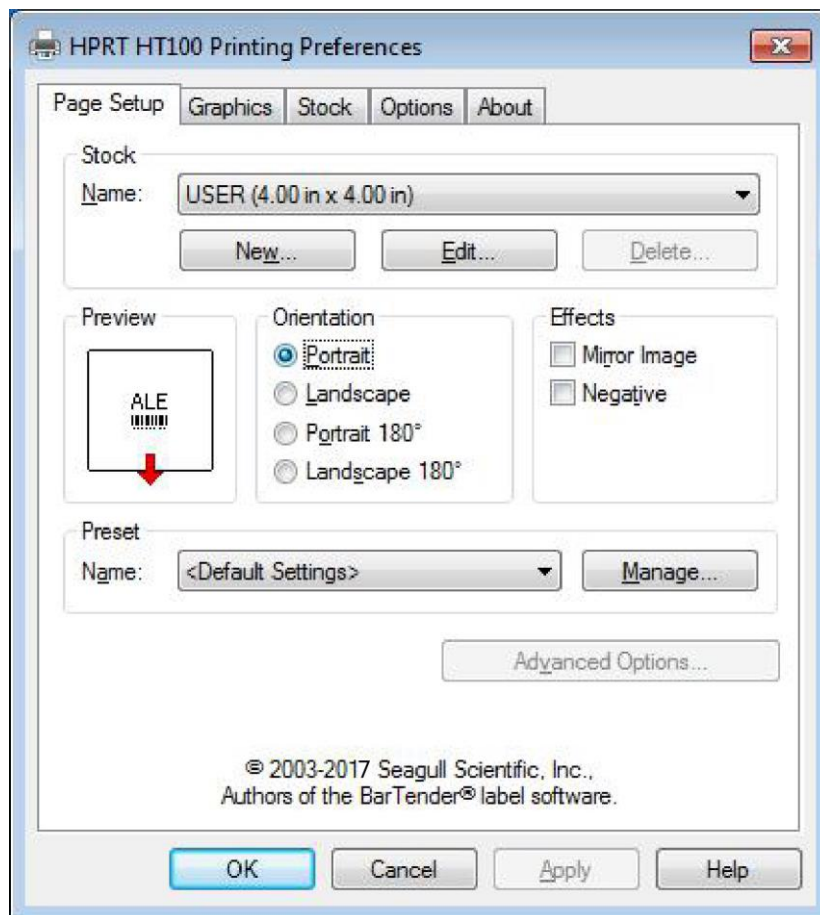 HPRT HT100 Printing Preferences
Page Setup Graphics Stock Options About
Stock
Name: USER (4.00 in x 4.00 in)
New... Edit... Delete...
Preview Orientation Effects
ALE
Portrait
Landscape
Portrait 180°
Landscape 180°
Mirror Image
Negative
Preset
Name: <Default Settings> Manage...
Advanced Options...
© 2003-2017 Seagull Scientific, Inc.,
Authors of the BarTender® label software.
OK Cancel Apply Help